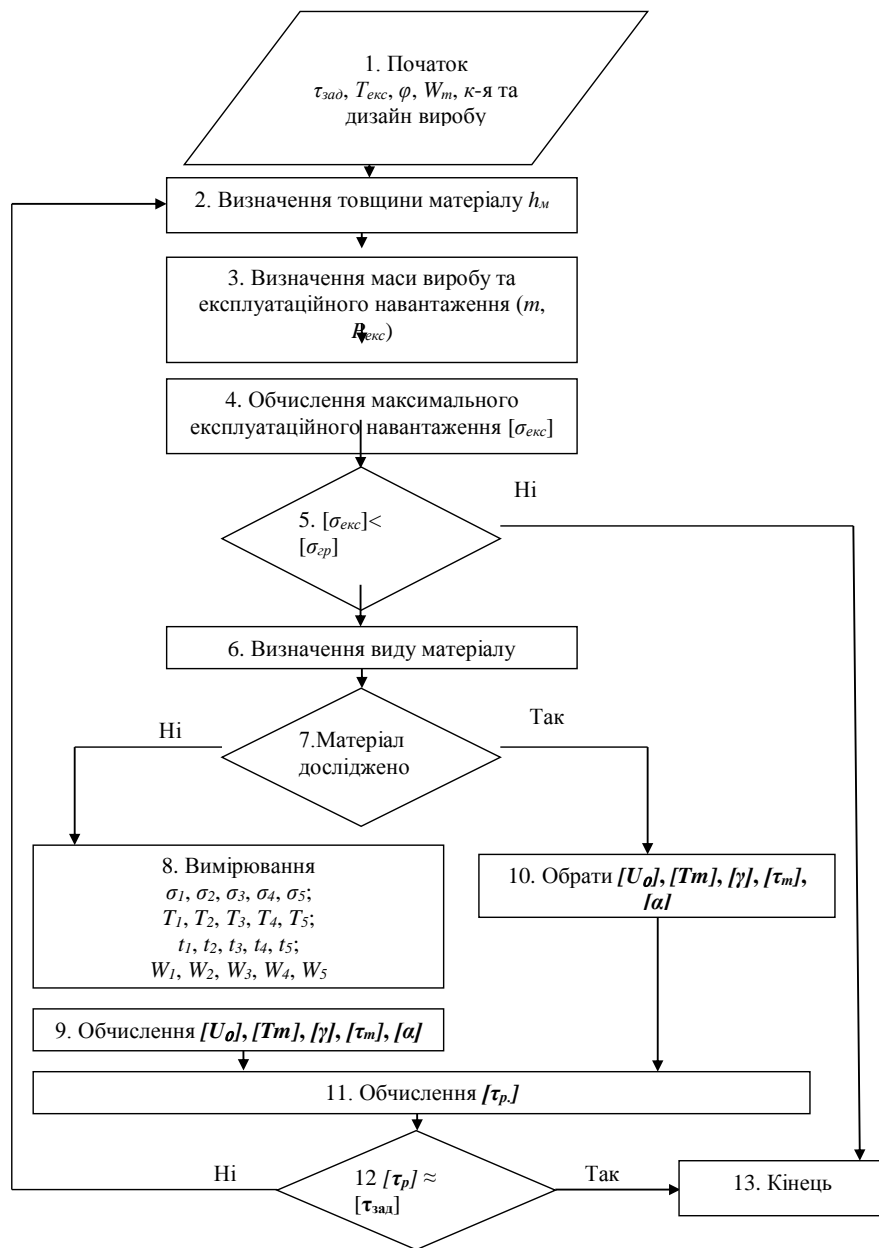 1. Початок
τзад, Tекс, φ, Wm, к-я та
дизайн виробу
2. Визначення товщини матеріалу hм
3. Визначення маси виробу та
експлуатаційного навантаження (m,
Рекс)
4. Обчислення максимального
експлуатаційного навантаження [σекс]
Ні
5. [σекс]<
[σгр]
6. Визначення виду матеріалу
Ні
Так
7.Матеріал
досліджено
8. Вимірювання
σ1, σ2, σ3, σ4, σ5;
T1, T2, T3, T4, T5;
t1, t2, t3, t4, t5;
W1, W2, W3, W4, W5
10. Обрати [U0], [Tm], [γ], [τm],
[α]
9. Обчислення [U0], [Tm], [γ], [τm], [α]
11. Обчислення [τр.]
Ні
12 [τр] ≈
[τзад]
Так
13. Кінець